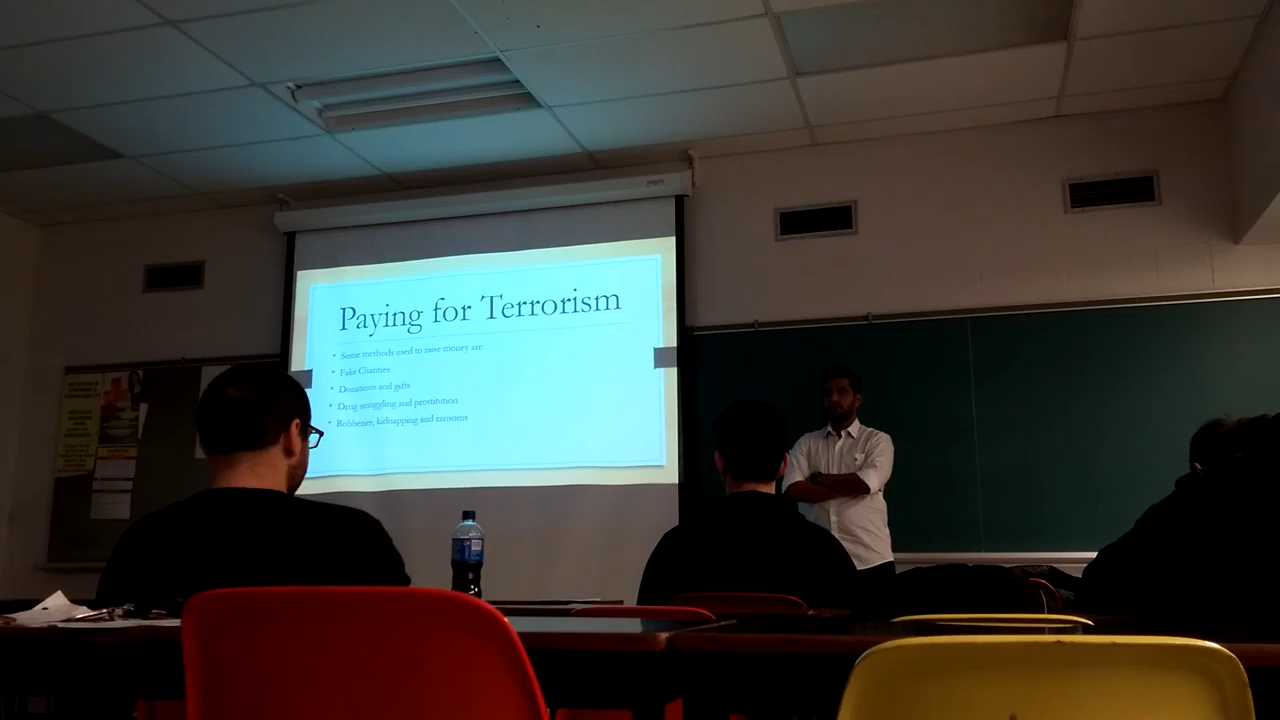 Paying for Terrorism
• Some methods used to raise money are:
• Fake Charities
• Donations and gifts
• Drug smuggling and prostitution
• Robberies, kidnapping and ransoms